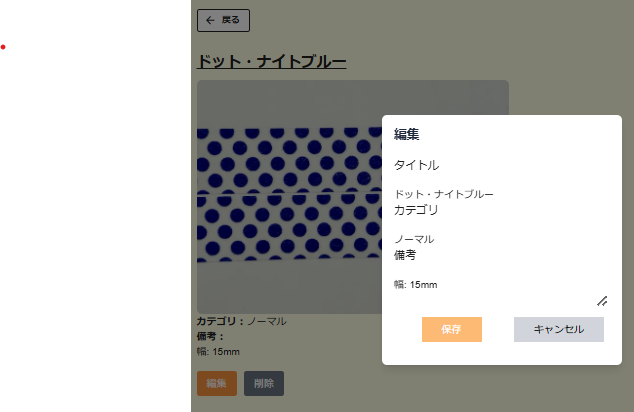 戻る
ドット・ナイトブルー
カテゴリ：ノーマル
備考：
幅: 15mm
編集
削除
編集
タイトル
ドット・ナイトブルー
カテゴリ
ノーマル
備考
幅: 15mm
保存
キャンセル